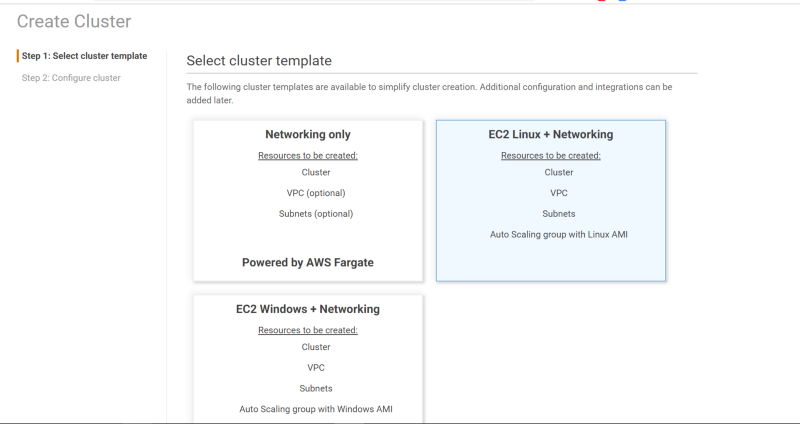 Create Cluster
Step 1: Select cluster template
Step 2: Configure cluster
Select cluster template
The following cluster templates are available to simplify cluster creation. Additional configuration and integrations can be
added later.
Networking only
Resources to be created:
Cluster
VPC (optional)
Subnets (optional)
Powered by AWS Fargate
EC2 Linux + Networking
Resources to be created:
Cluster
VPC
Subnets
Auto Scaling group with Linux AMI
EC2 Windows + Networking
Resources to be created:
Cluster
VPC
Subnets
Auto Scaling group with Windows AMI